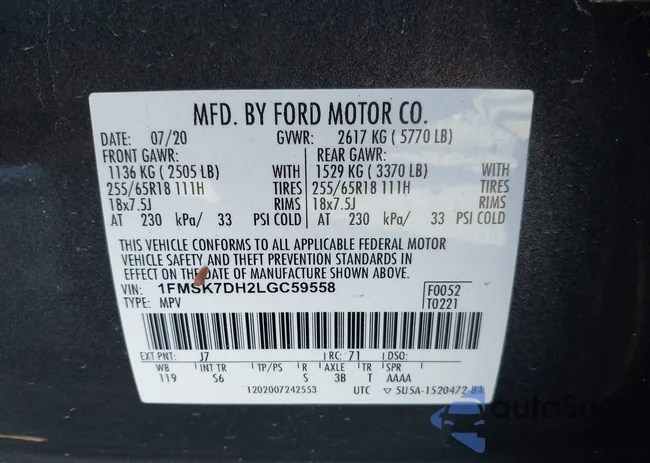 MFD. BY FORD MOTOR CO.
DATE: 07/20 GVWR: 2617 KG ( 5770 LB)
FRONT GAWR: REAR GAWR:
1136 KG ( 2505 LB) WITH 1529 KG ( 3370 LB) WITH
255/65R18 111H TIRES 255/65R18 111H TIRES
18x7.5J RIMS 18x7.5J RIMS
AT 230 kPa/ 33 PSI COLD AT 230 kPa/ 33 PSI COLD
THIS VEHICLE CONFORMS TO ALL APPLICABLE FEDERAL MOTOR
VEHICLE SAFETY AND THEFT PREVENTION STANDARDS IN
EFFECT ON THE DATE OF MANUFACTURE SHOWN ABOVE.
VIN: 1FMSK7DH2LGC59558 F0052
TYPE: MPV T0221
EXT PNT: J7 RC: 71 DSO:
WB INT TR TP/PS R AXLE TR SPR
119 S6 S 3B T AAAA
1202007242553 UTC ▽ 5U5A-1520472-BA